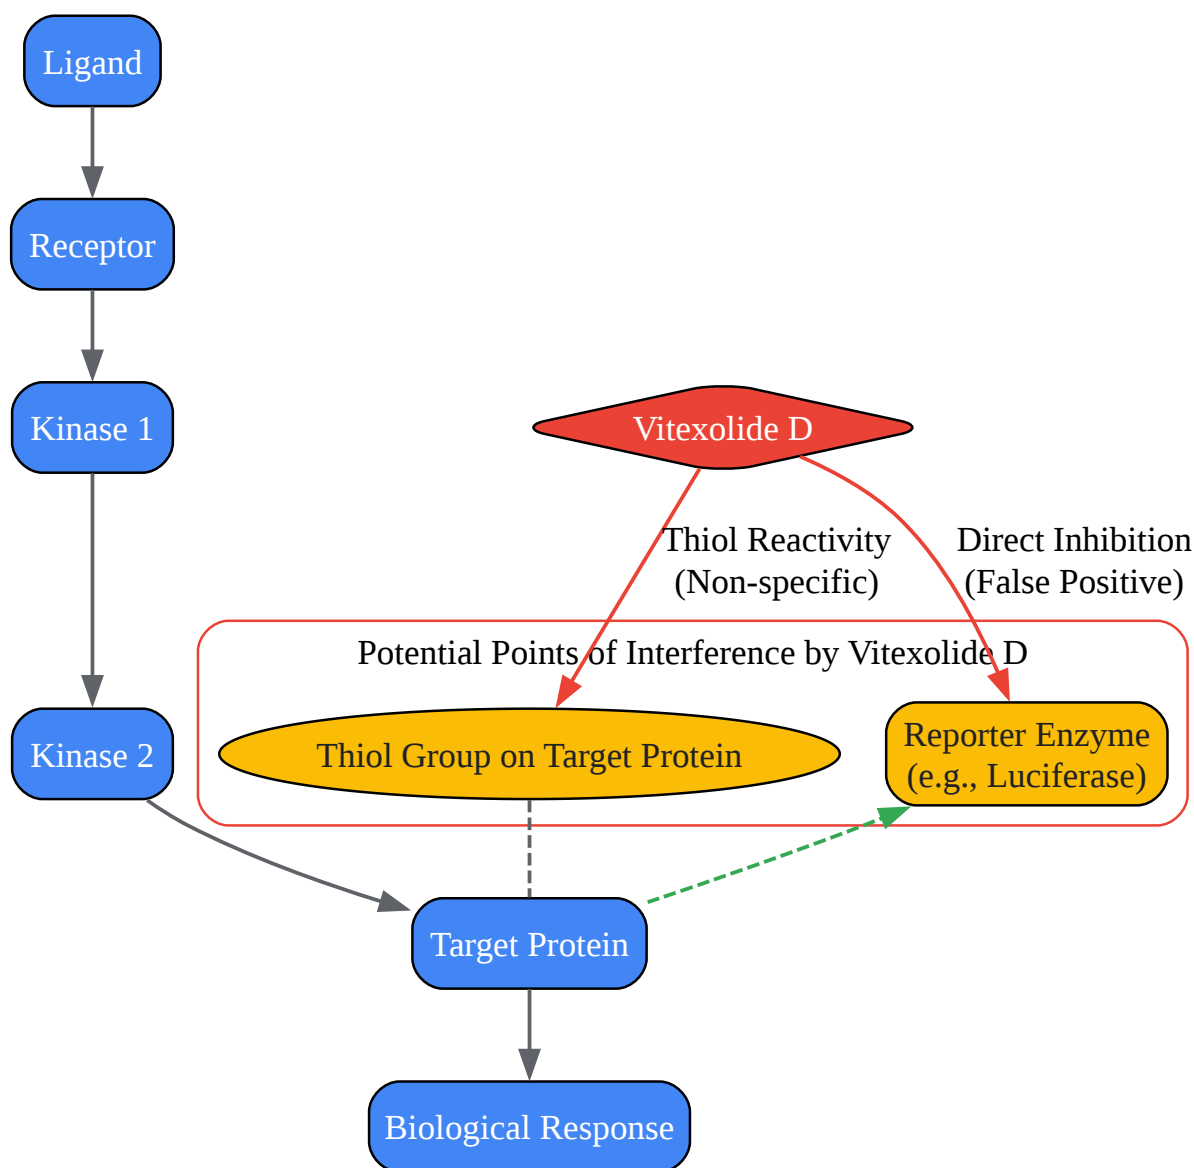 Ligand
Receptor
Kinase 1
Vitexolide D
Thiol Reactivity
(Non-specific)
Direct Inhibition
(False Positive)
Potential Points of Interference by Vitexolide D
Kinase 2
Thiol Group on Target Protein
Reporter Enzyme
(e.g., Luciferase)
Target Protein
Biological Response